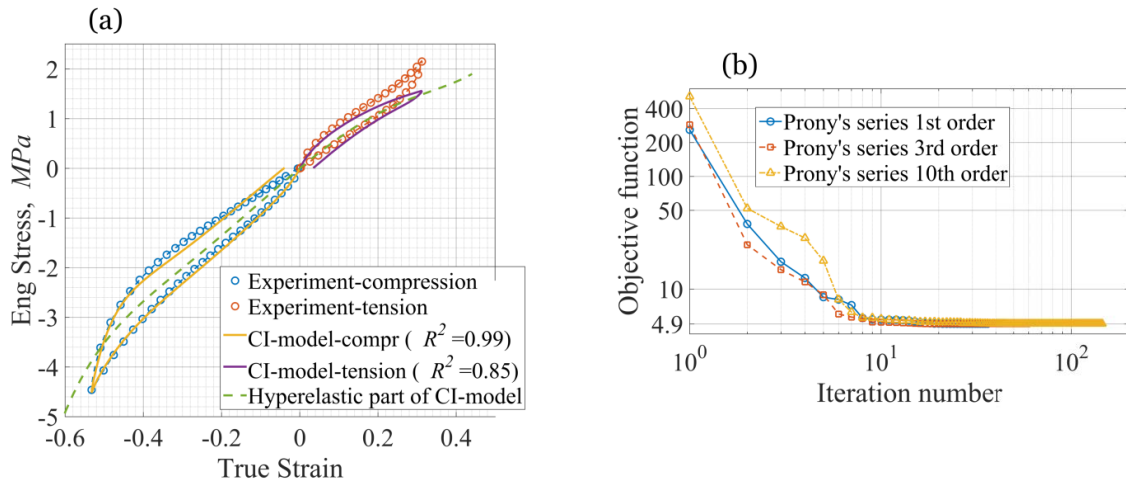 (a)
Eng Stress, MPa
2
1
0
-1
-2
-3
-4
-5
-0.6
-0.4
-0.2
0
0.2
0.4
True Strain
Experiment-compression
Experiment-tension
CI-model-compr ( R² =0.99)
CI-model-tension ( R² =0.85)
Hyperelastic part of CI-model
(b)
Objective function
400
200
100
50
10
4.9
10⁰
10¹
10²
Iteration number
Prony's series 1st order
Prony's series 3rd order
Prony's series 10th order